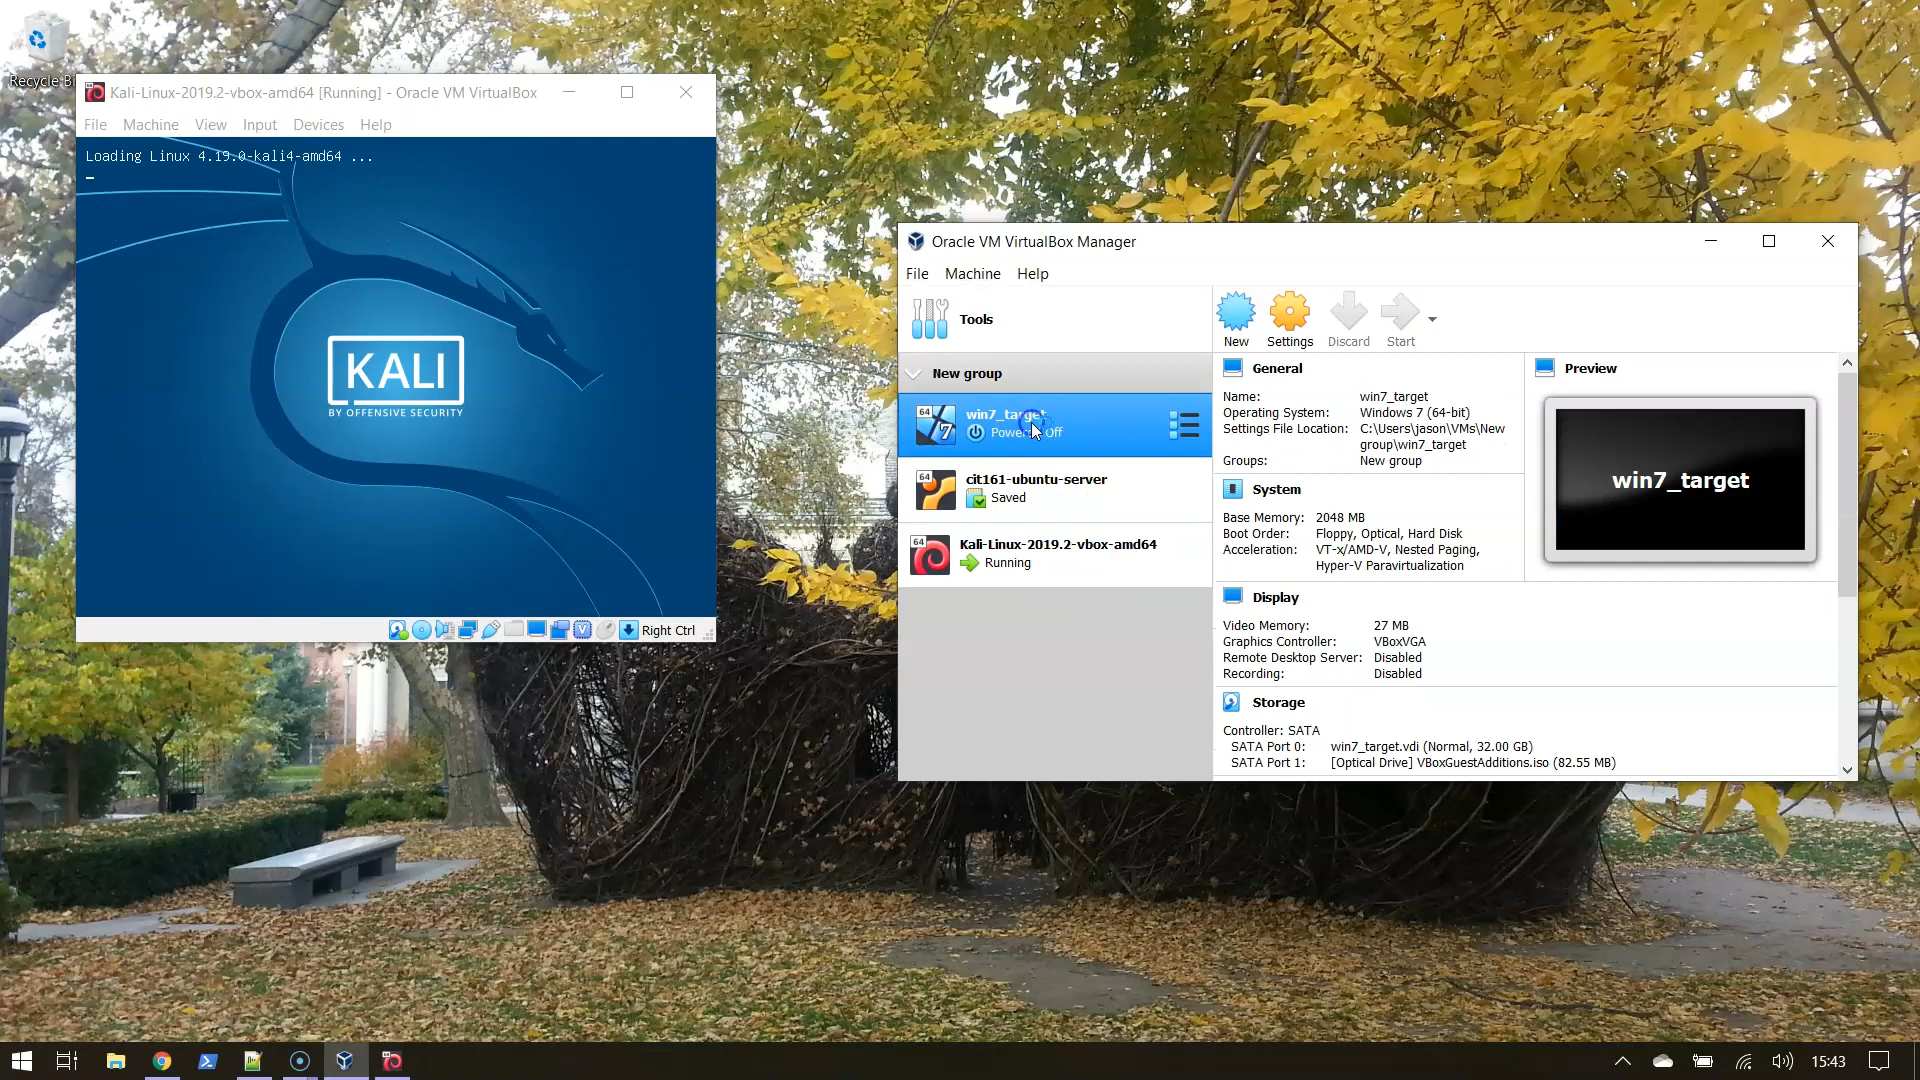 Recycle Bi
Kali-Linux-2019.2-vbox-amd64 [Running] - Oracle VM VirtualBox
File Machine View Input Devices Help
Loading Linux 4.19.0-kali4-amd64 ...
KALI
BY OFFENSIVE SECURITY
Right Ctrl
Oracle VM VirtualBox Manager
File Machine Help
Tools
New Settings Discard Start
New group
64 7 win7_target
Powered Off
64 cit161-ubuntu-server
Saved
64 Kali-Linux-2019.2-vbox-amd64
Running
General
Name: win7_target
Operating System: Windows 7 (64-bit)
Settings File Location: C:\Users\jason\VMs\New
group\win7_target
Groups: New group
Preview
win7_target
System
Base Memory: 2048 MB
Boot Order: Floppy, Optical, Hard Disk
Acceleration: VT-x/AMD-V, Nested Paging,
Hyper-V Paravirtualization
Display
Video Memory: 27 MB
Graphics Controller: VBoxVGA
Remote Desktop Server: Disabled
Recording: Disabled
Storage
Controller: SATA
SATA Port 0: win7_target.vdi (Normal, 32.00 GB)
SATA Port 1: [Optical Drive] VBoxGuestAdditions.iso (82.55 MB)
15:43